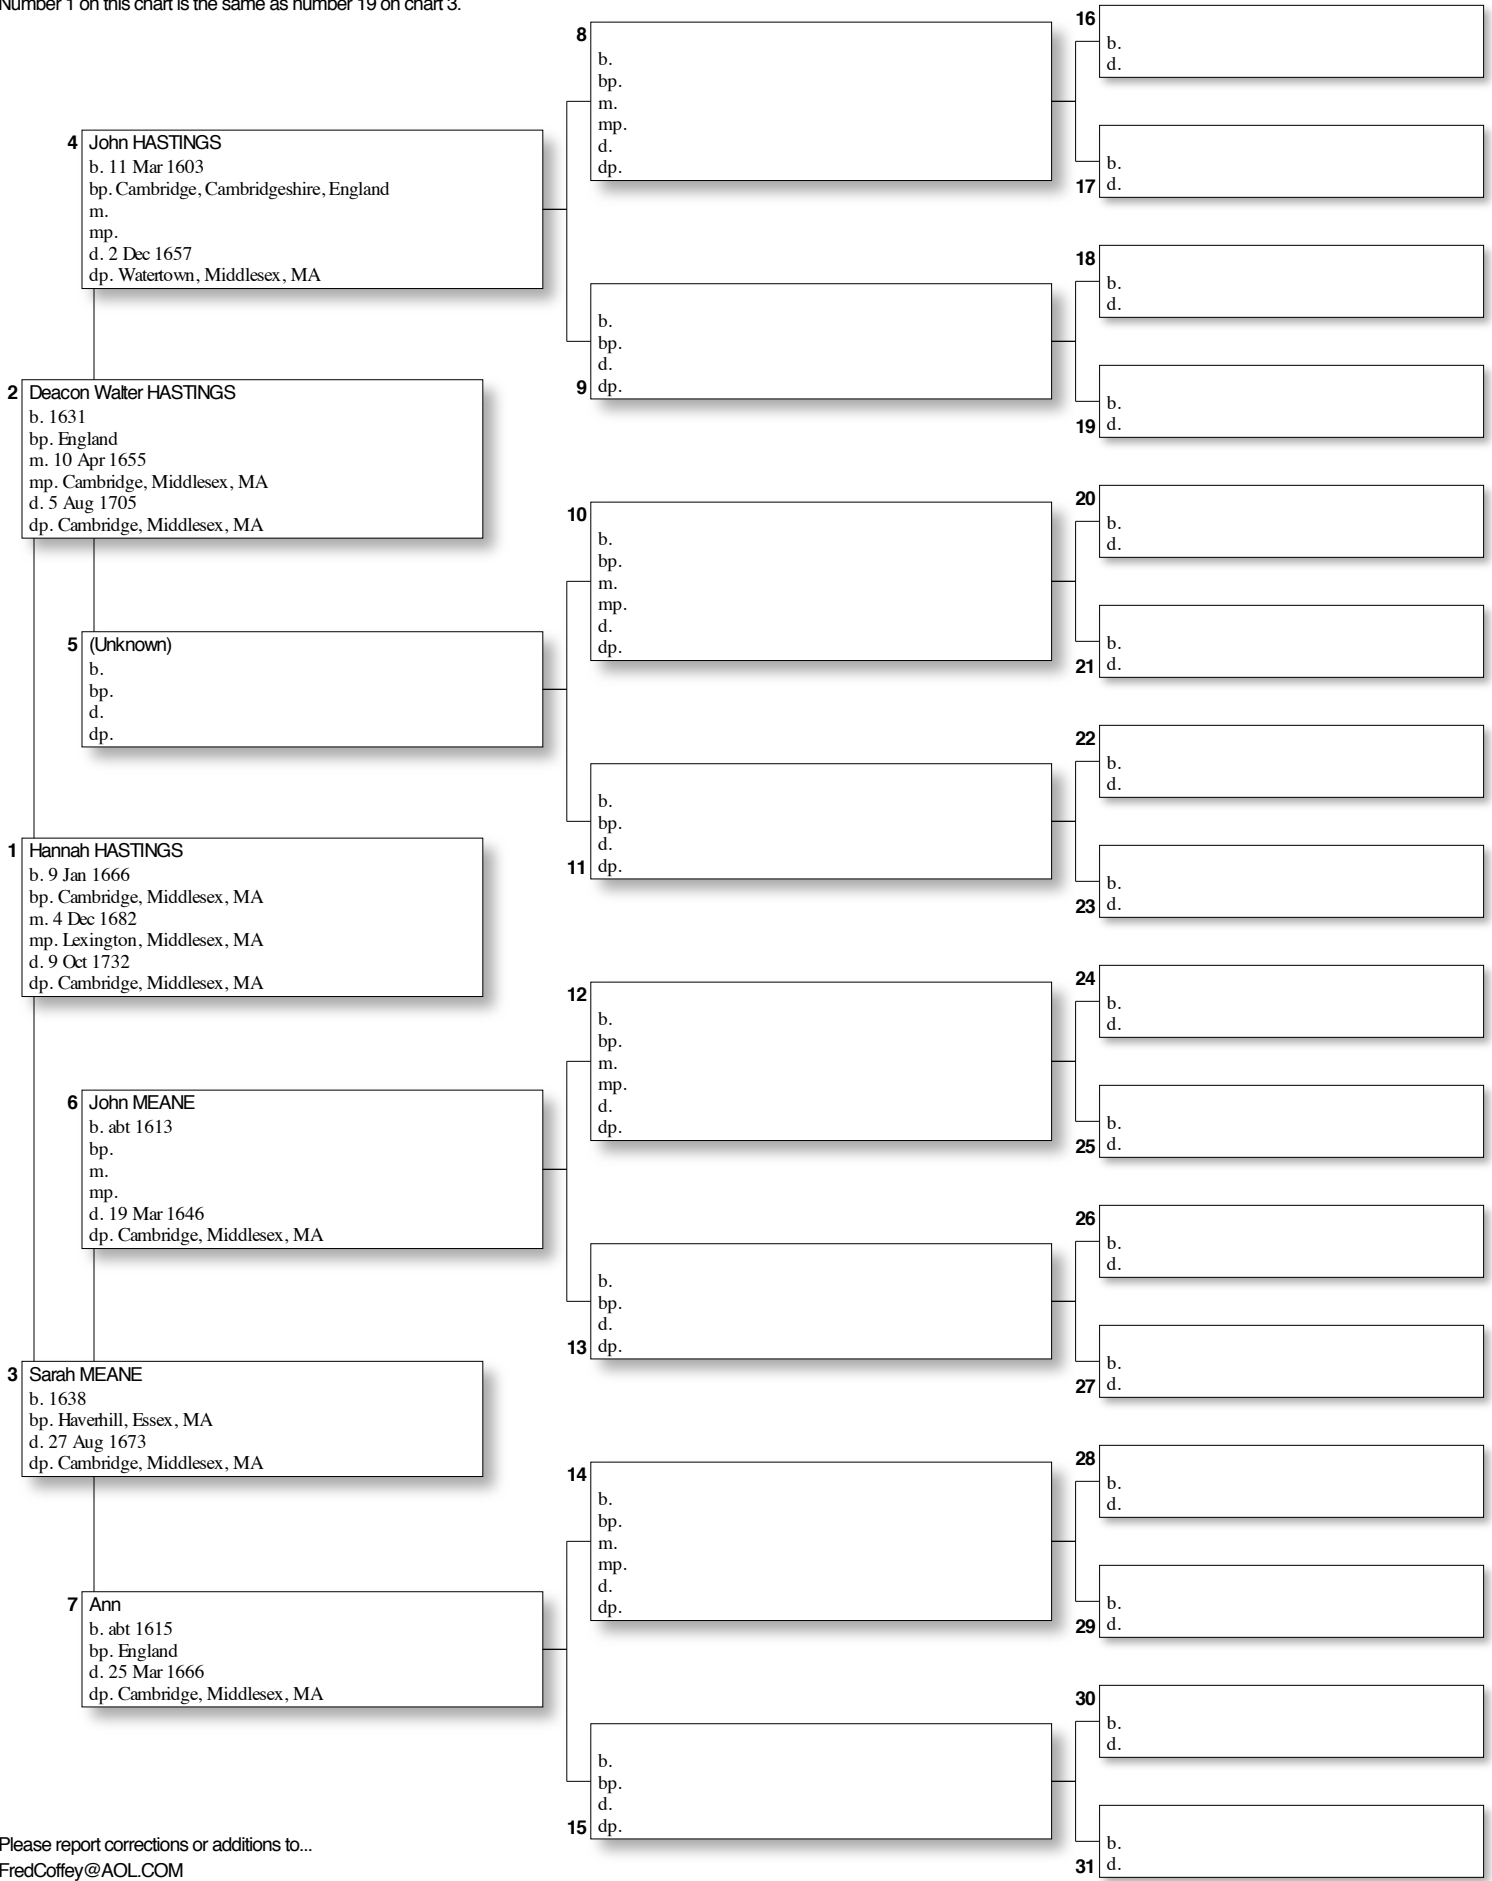 Number 1 on this chart is the same as number 19 on chart 3.
4 John HASTINGS
b. 11 Mar 1603
bp. Cambridge, Cambridgeshire, England
m.
mp.
d. 2 Dec 1657
dp. Watertown, Middlesex, MA
2 Deacon Walter HASTINGS
b. 1631
bp. England
m. 10 Apr 1655
mp. Cambridge, Middlesex, MA
d. 5 Aug 1705
dp. Cambridge, Middlesex, MA
5 (Unknown)
b.
bp.
d.
dp.
1 Hannah HASTINGS
b. 9 Jan 1666
bp. Cambridge, Middlesex, MA
m. 4 Dec 1682
mp. Lexington, Middlesex, MA
d. 9 Oct 1732
dp. Cambridge, Middlesex, MA
6 John MEANE
b. abt 1613
bp.
m.
mp.
d. 19 Mar 1646
dp. Cambridge, Middlesex, MA
3 Sarah MEANE
b. 1638
bp. Haverhill, Essex, MA
d. 27 Aug 1673
dp. Cambridge, Middlesex, MA
7 Ann
b. abt 1615
bp. England
d. 25 Mar 1666
dp. Cambridge, Middlesex, MA
8
b.
bp.
m.
mp.
d.
dp.
b.
bp.
d.
9 dp.
10
b.
bp.
m.
mp.
d.
dp.
b.
bp.
d.
11 dp.
12
b.
bp.
m.
mp.
d.
dp.
b.
bp.
d.
13 dp.
14
b.
bp.
m.
mp.
d.
dp.
b.
bp.
d.
15 dp.
16
b.
d.
b.
17 d.
18
b.
d.
b.
19 d.
20
b.
d.
b.
21 d.
22
b.
d.
b.
23 d.
24
b.
d.
b.
25 d.
26
b.
d.
b.
27 d.
28
b.
d.
b.
29 d.
30
b.
d.
b.
31 d.
Please report corrections or additions to...
FredCoffey@AOL.COM